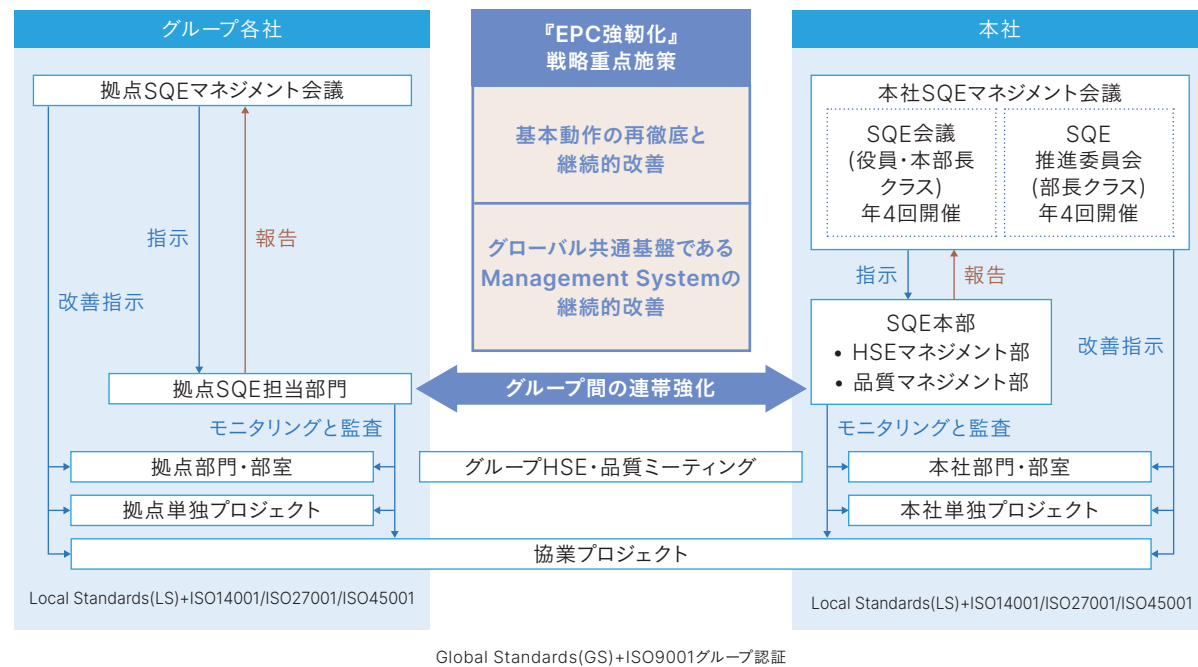 グループ各社
拠点SQEマネジメント会議
指示
報告
改善指示
拠点SQE担当部門
モニタリングと監査
拠点部門・部室
拠点単独プロジェクト
『EPC強靭化』
戦略重点施策
基本動作の再徹底と
継続的改善
グローバル共通基盤である
Management Systemの
継続的改善
グループ間の連帯強化
グループHSE・品質ミーティング
本社
本社SQEマネジメント会議
SQE会議
(役員・本部長
クラス)
年4回開催
SQE
推進委員会
(部長クラス)
年4回開催
指示
報告
SQE本部
• HSEマネジメント部
• 品質マネジメント部
改善指示
モニタリングと監査
本社部門・部室
本社単独プロジェクト
協業プロジェクト
Local Standards(LS)+ISO14001/ISO27001/ISO45001
Local Standards(LS)+ISO14001/ISO27001/ISO45001
Global Standards(GS)+ISO9001グループ認証